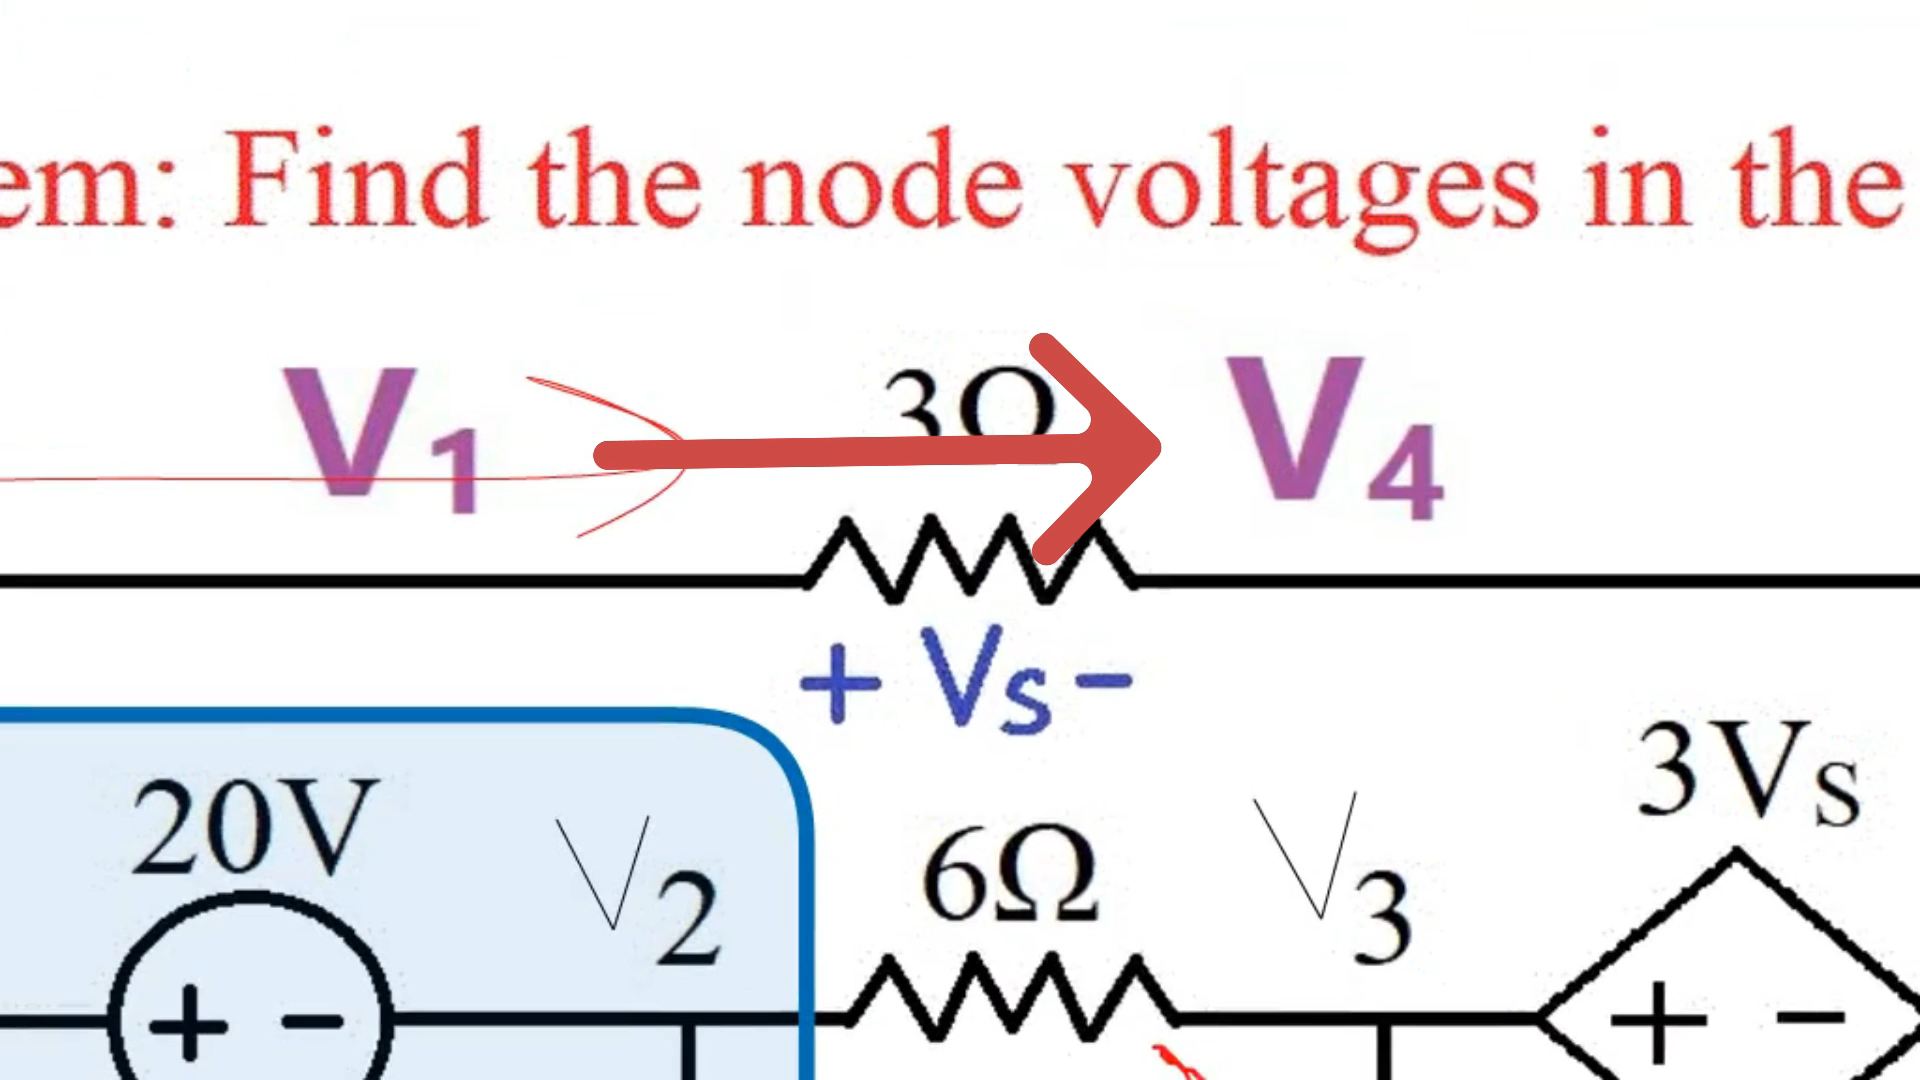 em: Find the node voltages in the
V1 3Ω V4
+ Vs -
20V V2 6Ω V3 3Vs
+ - + -